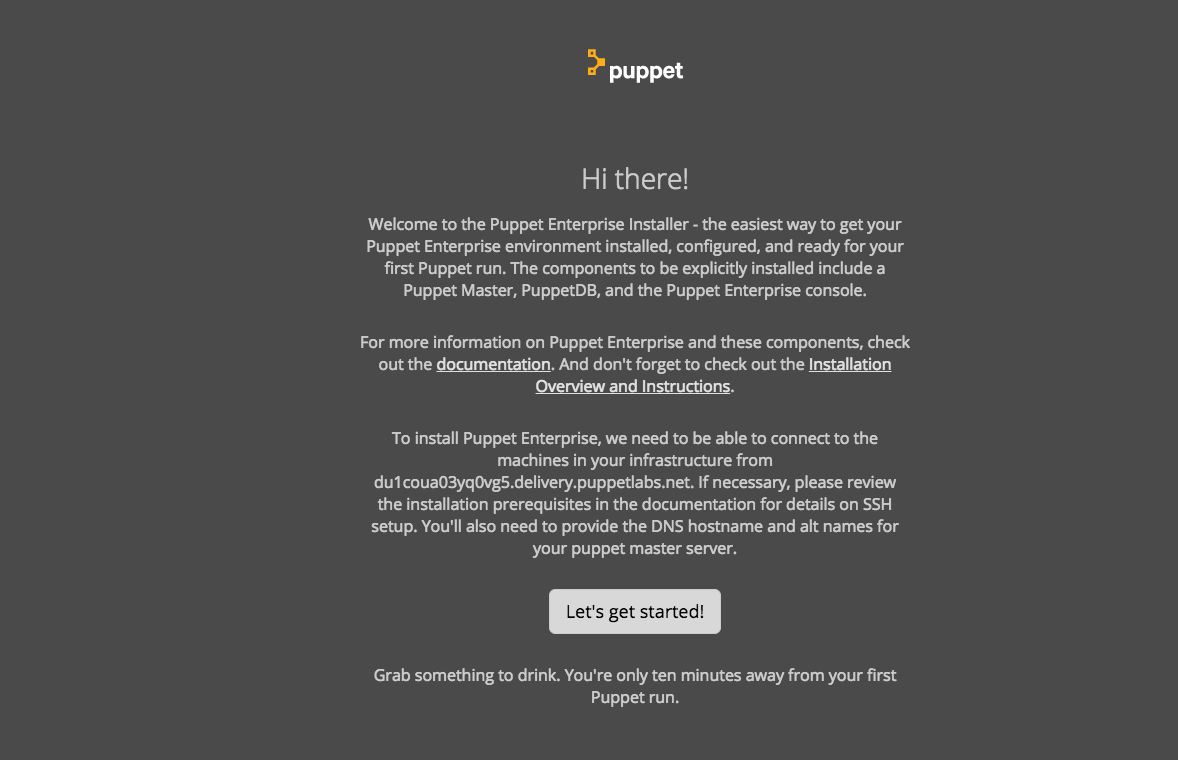 puppet
Hi there!
Welcome to the Puppet Enterprise Installer - the easiest way to get your
Puppet Enterprise environment installed, configured, and ready for your
first Puppet run. The components to be explicitly installed include a
Puppet Master, PuppetDB, and the Puppet Enterprise console.
For more information on Puppet Enterprise and these components, check
out the documentation. And don't forget to check out the Installation
Overview and Instructions.
To install Puppet Enterprise, we need to be able to connect to the
machines in your infrastructure from
du1coua03yq0vg5.delivery.puppetlabs.net. If necessary, please review
the installation prerequisites in the documentation for details on SSH
setup. You'll also need to provide the DNS hostname and alt names for
your puppet master server.
Let's get started!
Grab something to drink. You're only ten minutes away from your first
Puppet run.